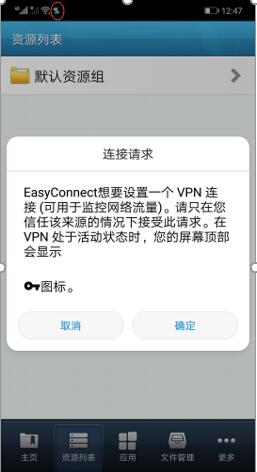 12:47
资源列表
默认资源组
连接请求
EasyConnect想要设置一个 VPN 连
接 (可用于监控网络流量)。请只在您
信任该来源的情况下接受此请求。在
VPN 处于活动状态时，您的屏幕顶部
会显示
图标。
取消 确定
主页 资源列表 应用 文件管理 更多